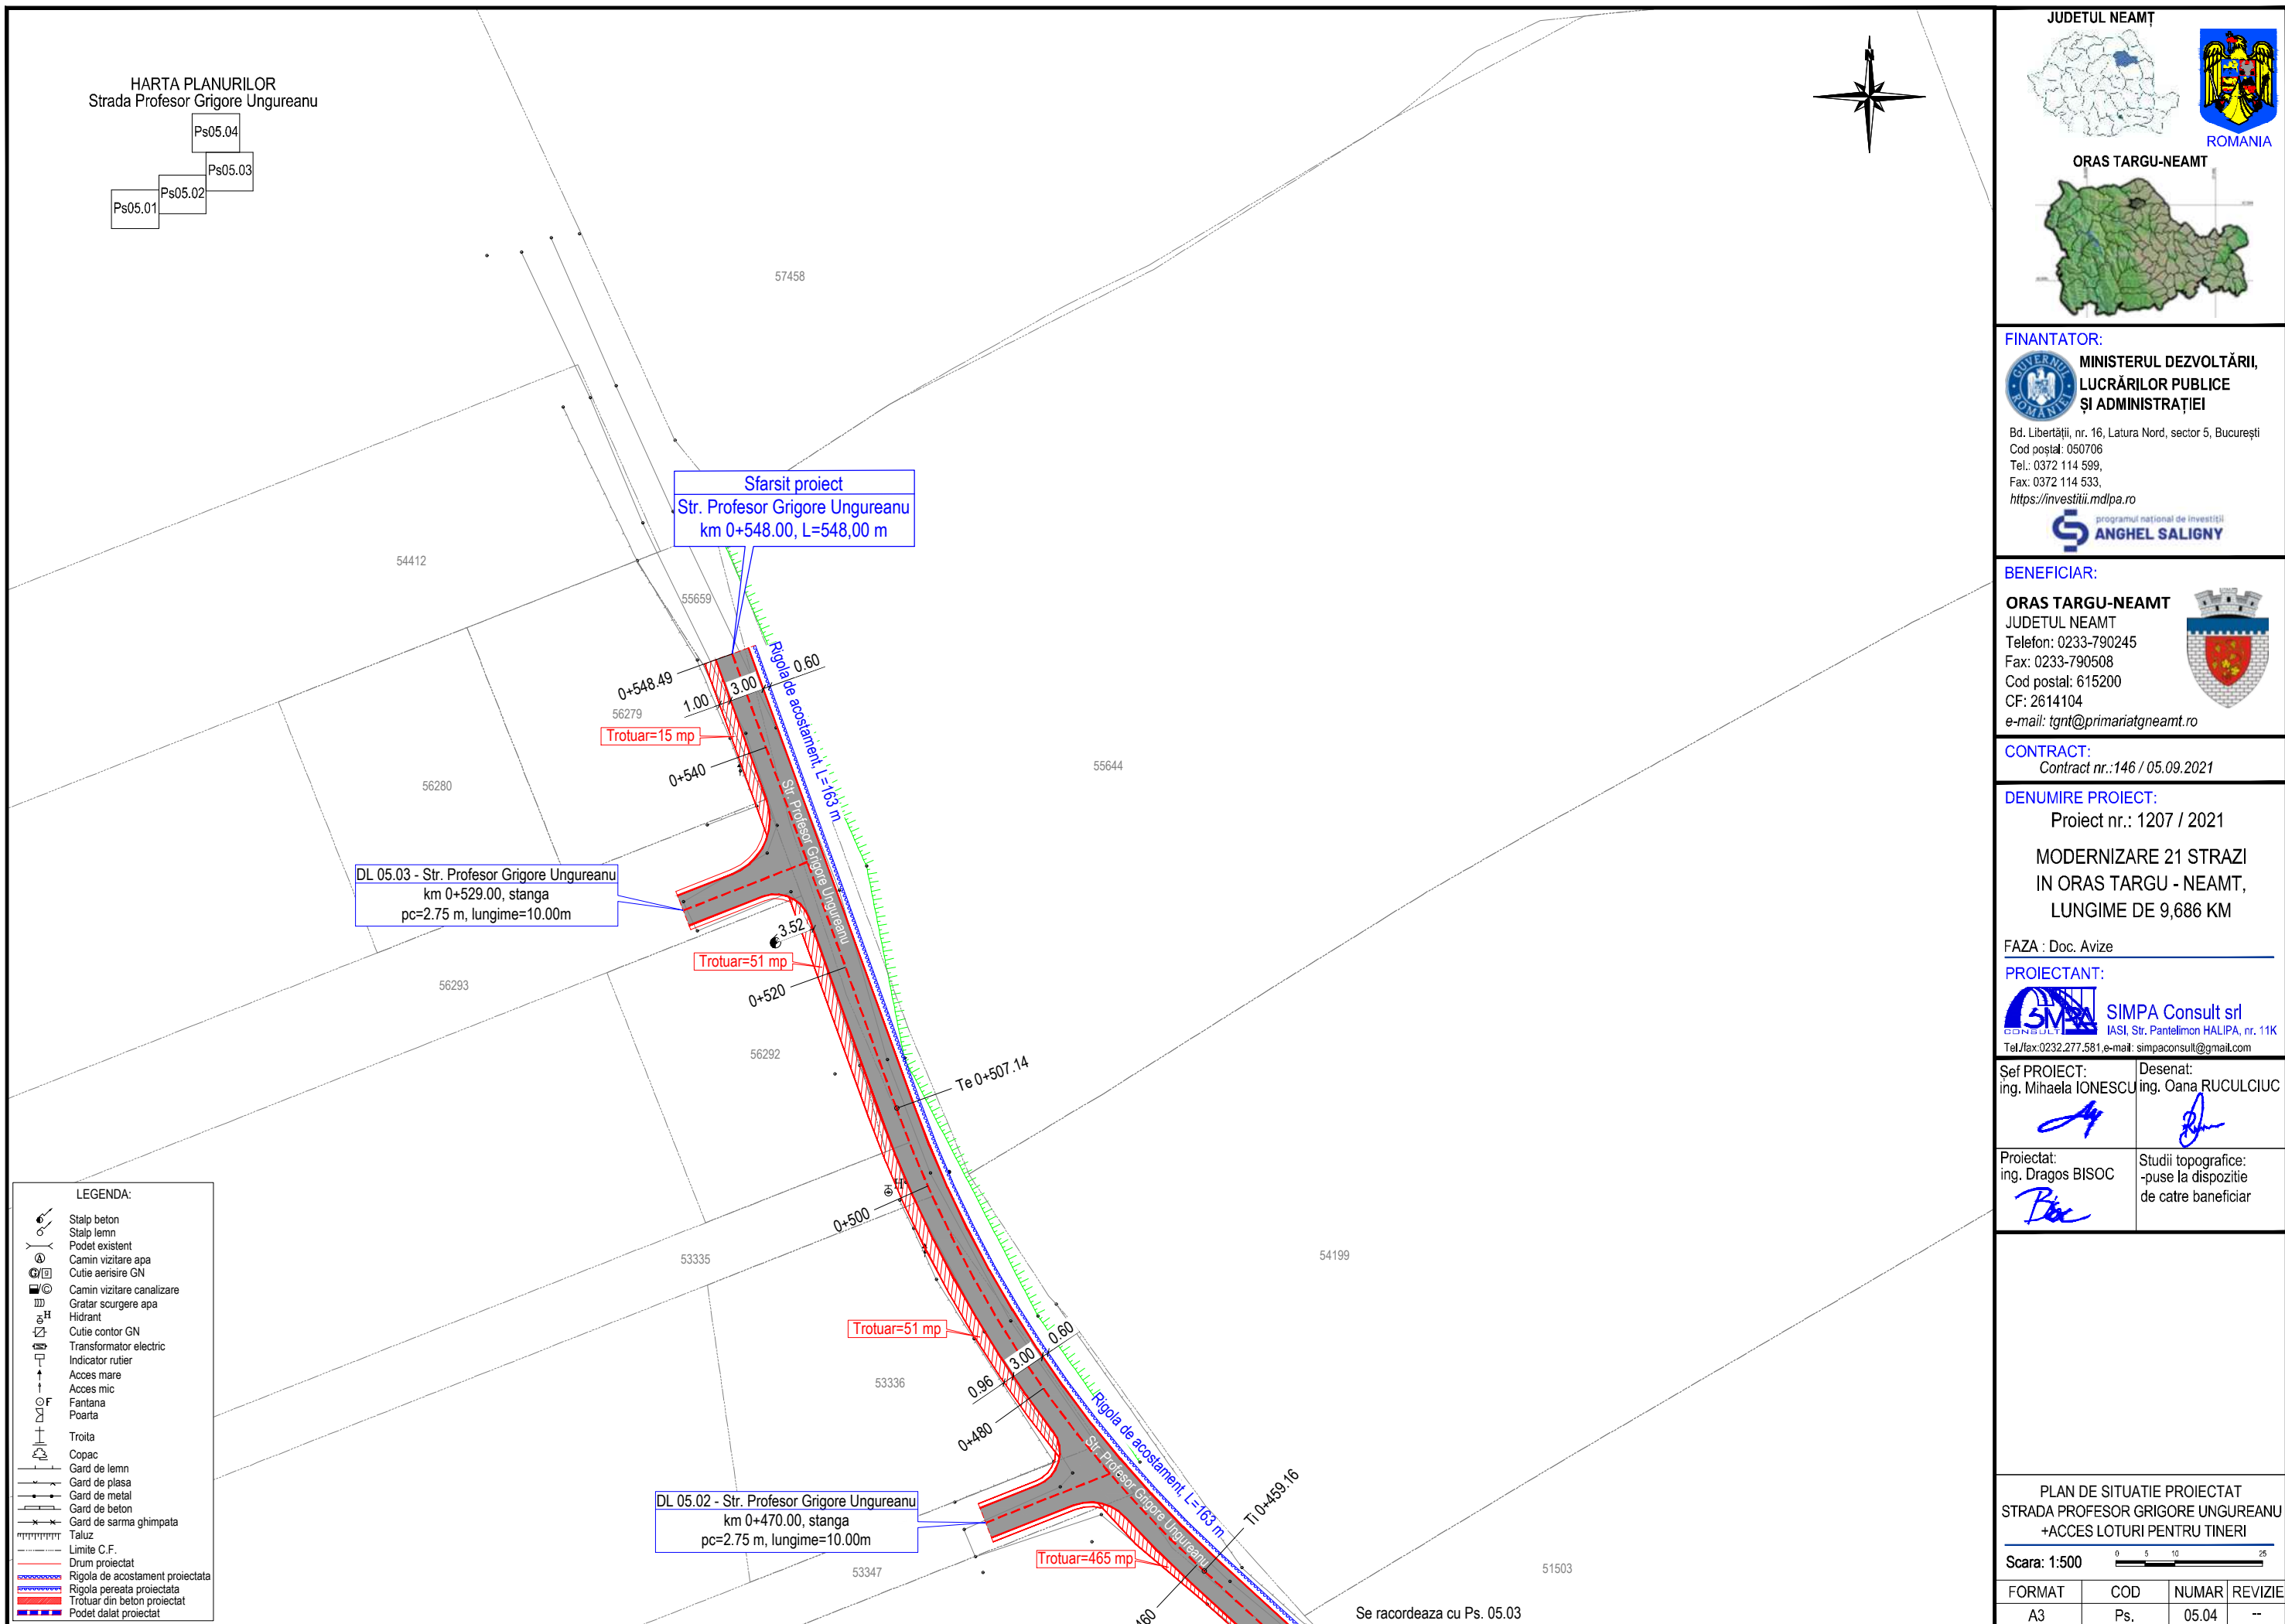 HARTA PLANURILOR
Strada Profesor Grigore Ungureanu
Ps05.04
Ps05.03
Ps05.02
Ps05.01
N
57458
54412
55659
56279
56280
56293
56292
55644
53335
53336
53347
54199
51503
Sfarsit proiect
Str. Profesor Grigore Ungureanu
km 0+548.00, L=548,00 m
0+548.49
1.00
3.00
0.60
Trotuar=15 mp
Rigola de acostament, L=163 m
0+540
Str. Profesor Grigore Ungureanu
DL 05.03 - Str. Profesor Grigore Ungureanu
km 0+529.00, stanga
pc=2.75 m, lungime=10.00m
3.52
Trotuar=51 mp
0+520
Te 0+507.14
H
0+500
Trotuar=51 mp
0.96
3.00
0.60
0+480
Rigola de acostament, L=163 m
Str. Profesor Grigore Ungureanu
DL 05.02 - Str. Profesor Grigore Ungureanu
km 0+470.00, stanga
pc=2.75 m, lungime=10.00m
Ti 0+459.16
Trotuar=465 mp
460
Se racordeaza cu Ps. 05.03
LEGENDA:
Stalp beton
Stalp lemn
Podet existent
A Camin vizitare apa
Cutie aerisire GN
Camin vizitare canalizare
Gratar scurgere apa
H Hidrant
Cutie contor GN
Transformator electric
Indicator rutier
Acces mare
Acces mic
F Fantana
Poarta
Troita
Copac
Gard de lemn
Gard de plasa
Gard de metal
Gard de beton
Gard de sarma ghimpata
Taluz
Limite C.F.
Drum proiectat
Rigola de acostament proiectata
Rigola pereata proiectata
Trotuar din beton proiectat
Podet dalat proiectat
JUDETUL NEAMȚ
ROMANIA
ORAS TARGU-NEAMT
FINANTATOR:
GUVERNUL ROMÂNIEI
MINISTERUL DEZVOLTĂRII,
LUCRĂRILOR PUBLICE
ȘI ADMINISTRAȚIEI
Bd. Libertății, nr. 16, Latura Nord, sector 5, București
Cod poștal: 050706
Tel.: 0372 114 599,
Fax: 0372 114 533,
https://investitii.mdlpa.ro
programul național de investiții
ANGHEL SALIGNY
BENEFICIAR:
ORAS TARGU-NEAMT
JUDETUL NEAMT
Telefon: 0233-790245
Fax: 0233-790508
Cod postal: 615200
CF: 2614104
e-mail: tgnt@primariatgneamt.ro
CONTRACT:
Contract nr.:146 / 05.09.2021
DENUMIRE PROIECT:
Proiect nr.: 1207 / 2021
MODERNIZARE 21 STRAZI
IN ORAS TARGU - NEAMT,
LUNGIME DE 9,686 KM
FAZA : Doc. Avize
PROIECTANT:
SIMPA
CONSULT
SIMPA Consult srl
IASI, Str. Pantelimon HALIPA, nr. 11K
Tel./fax:0232.277.581,e-mail: simpaconsult@gmail.com
Șef PROIECT:
ing. Mihaela IONESCU
Desenat:
ing. Oana RUCULCIUC
Proiectat:
ing. Dragos BISOC
Studii topografice:
-puse la dispozitie
de catre baneficiar
PLAN DE SITUATIE PROIECTAT
STRADA PROFESOR GRIGORE UNGUREANU
+ACCES LOTURI PENTRU TINERI
Scara: 1:500
0 5 10 25
FORMAT COD NUMAR REVIZIE
A3 Ps. 05.04 --